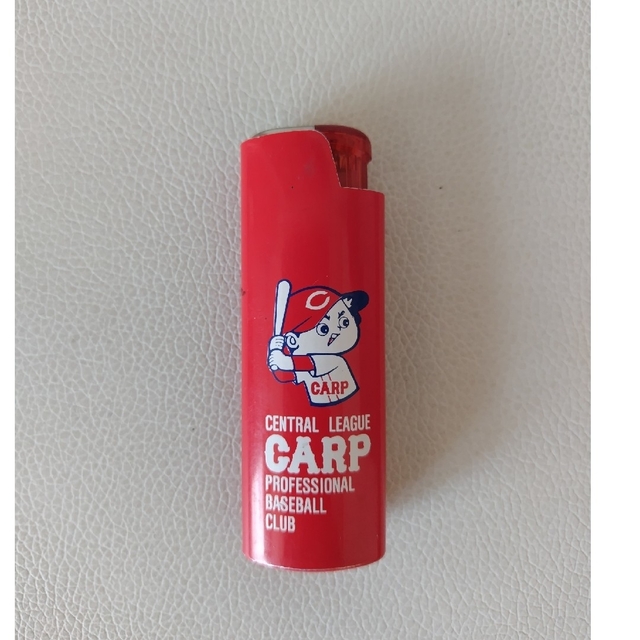 C
CARP
CENTRAL LEAGUE
CARP
PROFESSIONAL
BASEBALL
CLUB